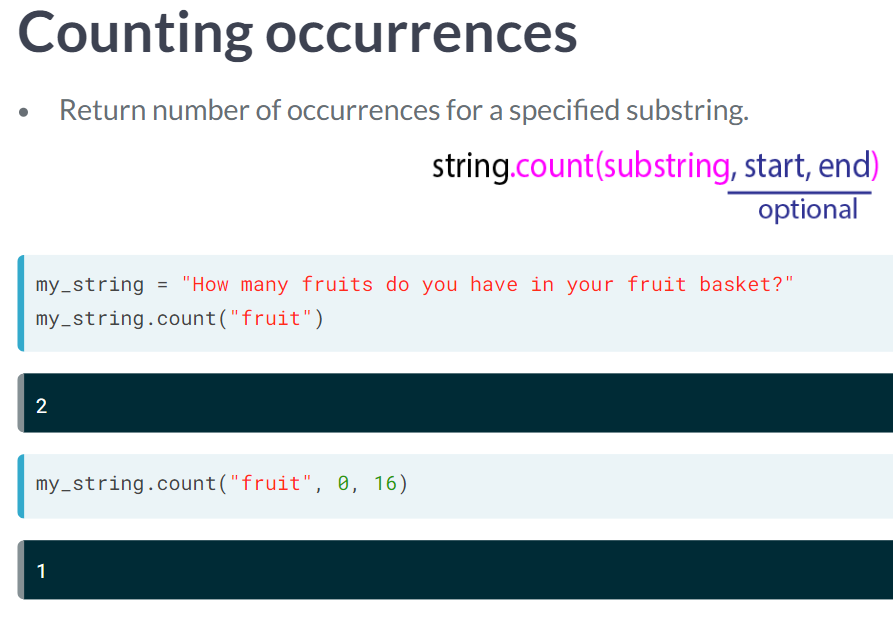 Counting occurrences
• Return number of occurrences for a specified substring.
string.count(substring, start, end)
optional
my_string = "How many fruits do you have in your fruit basket?"
my_string.count("fruit")
2
my_string.count("fruit", 0, 16)
1